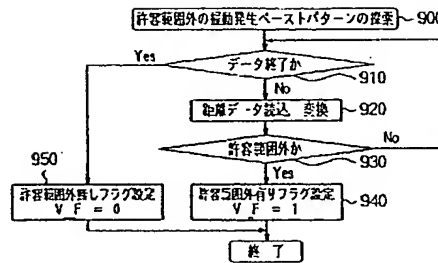 許容範囲外の振動発生ペーストパターンの探索
900
Yes
データ終了か
910
No
距離データ読込 変換
920
許容範囲外か
No
930
Yes
950
許容範囲外無しフラグ設定
VF = 0
許容範囲外有りフラグ設定
VF = 1
940
終了